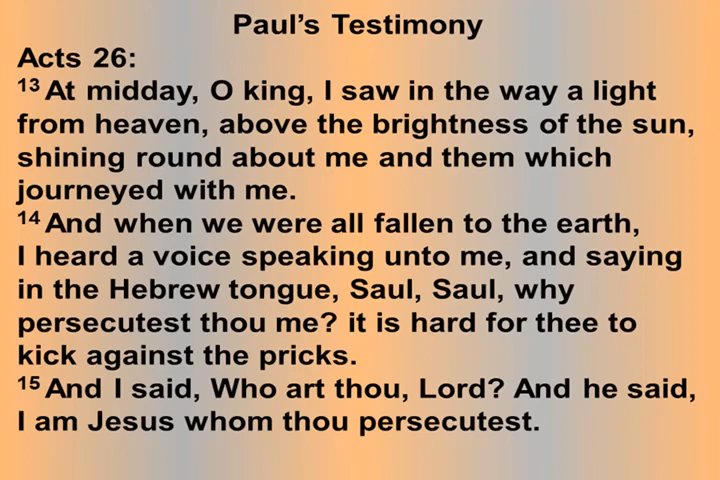 Paul’s Testimony
Acts 26:
13 At midday, O king, I saw in the way a light
from heaven, above the brightness of the sun,
shining round about me and them which
journeyed with me.
14 And when we were all fallen to the earth,
I heard a voice speaking unto me, and saying
in the Hebrew tongue, Saul, Saul, why
persecutest thou me? it is hard for thee to
kick against the pricks.
15 And I said, Who art thou, Lord? And he said,
I am Jesus whom thou persecutest.